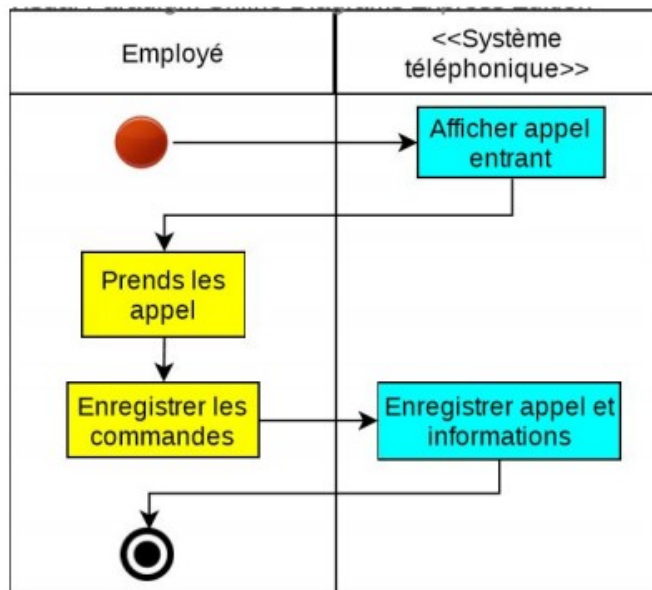 Employé
<<Système
téléphonique>>
Afficher appel
entrant
Prends les
appel
Enregistrer les
commandes
Enregistrer appel et
informations